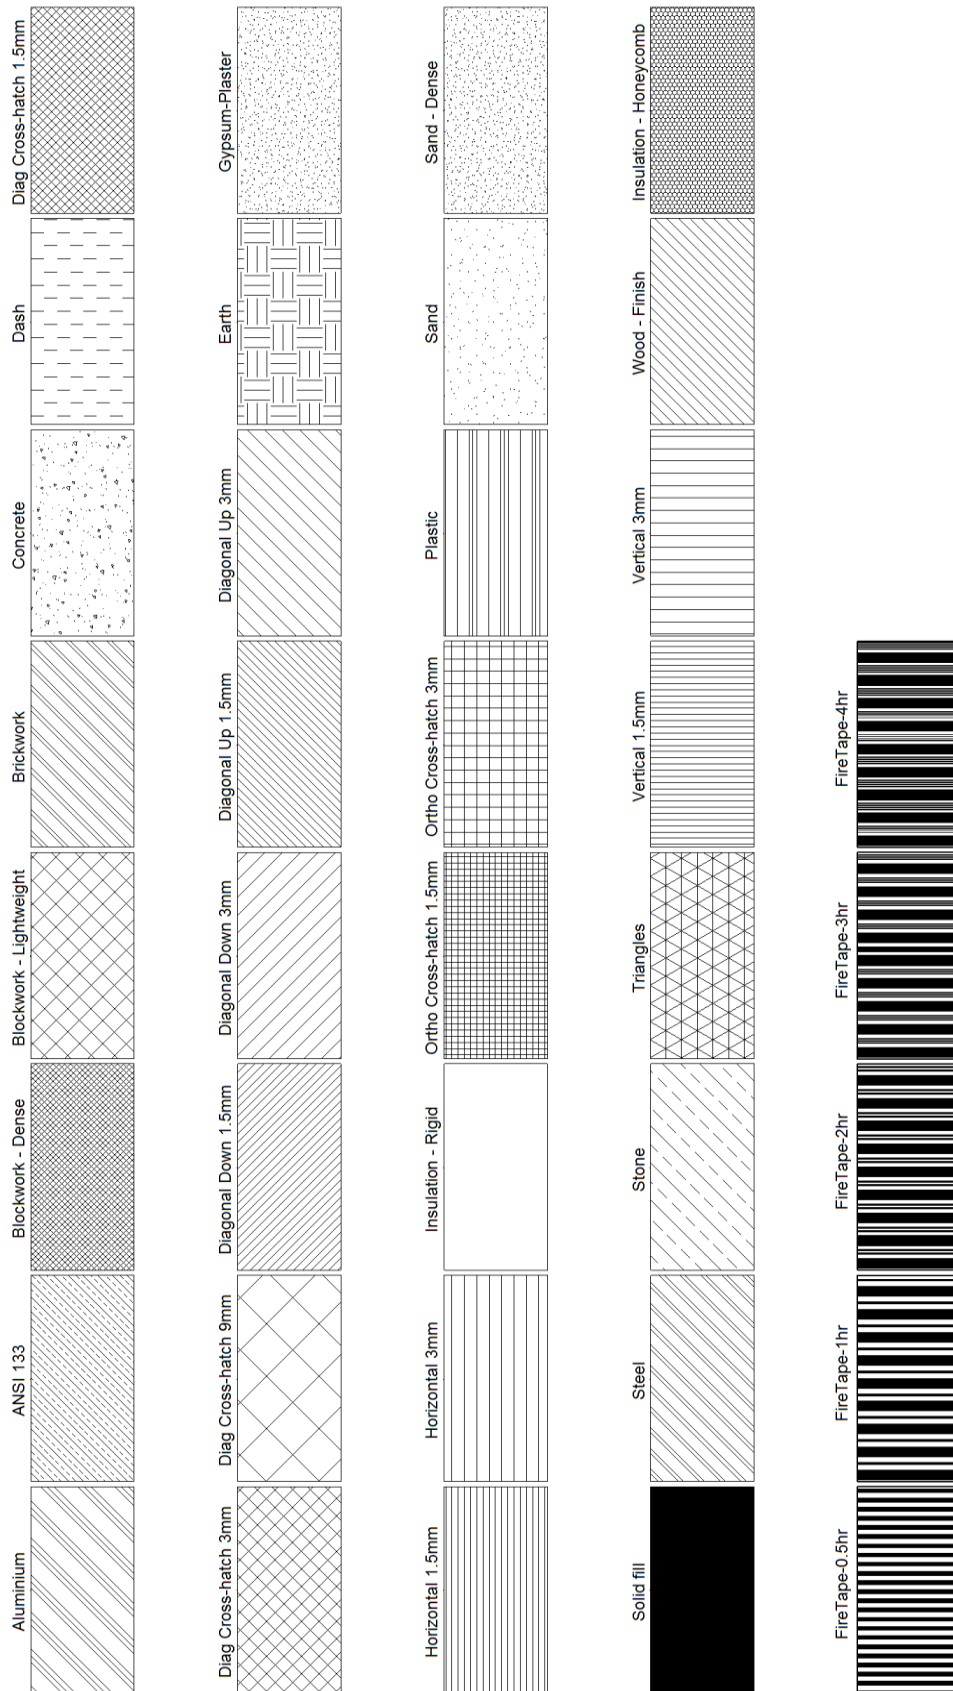 Aluminium
ANSI 133
Blockwork - Dense
Blockwork - Lightweight
Brickwork
Concrete
Dash
Diag Cross-hatch 1.5mm
Diag Cross-hatch 3mm
Diag Cross-hatch 9mm
Diagonal Down 1.5mm
Diagonal Down 3mm
Diagonal Up 1.5mm
Diagonal Up 3mm
Earth
Gypsum-Plaster
Horizontal 1.5mm
Horizontal 3mm
Insulation - Rigid
Ortho Cross-hatch 1.5mm
Ortho Cross-hatch 3mm
Plastic
Sand
Sand - Dense
Solid fill
Steel
Stone
Triangles
Vertical 1.5mm
Vertical 3mm
Wood - Finish
Insulation - Honeycomb
FireTape-0.5hr
FireTape-1hr
FireTape-2hr
FireTape-3hr
FireTape-4hr